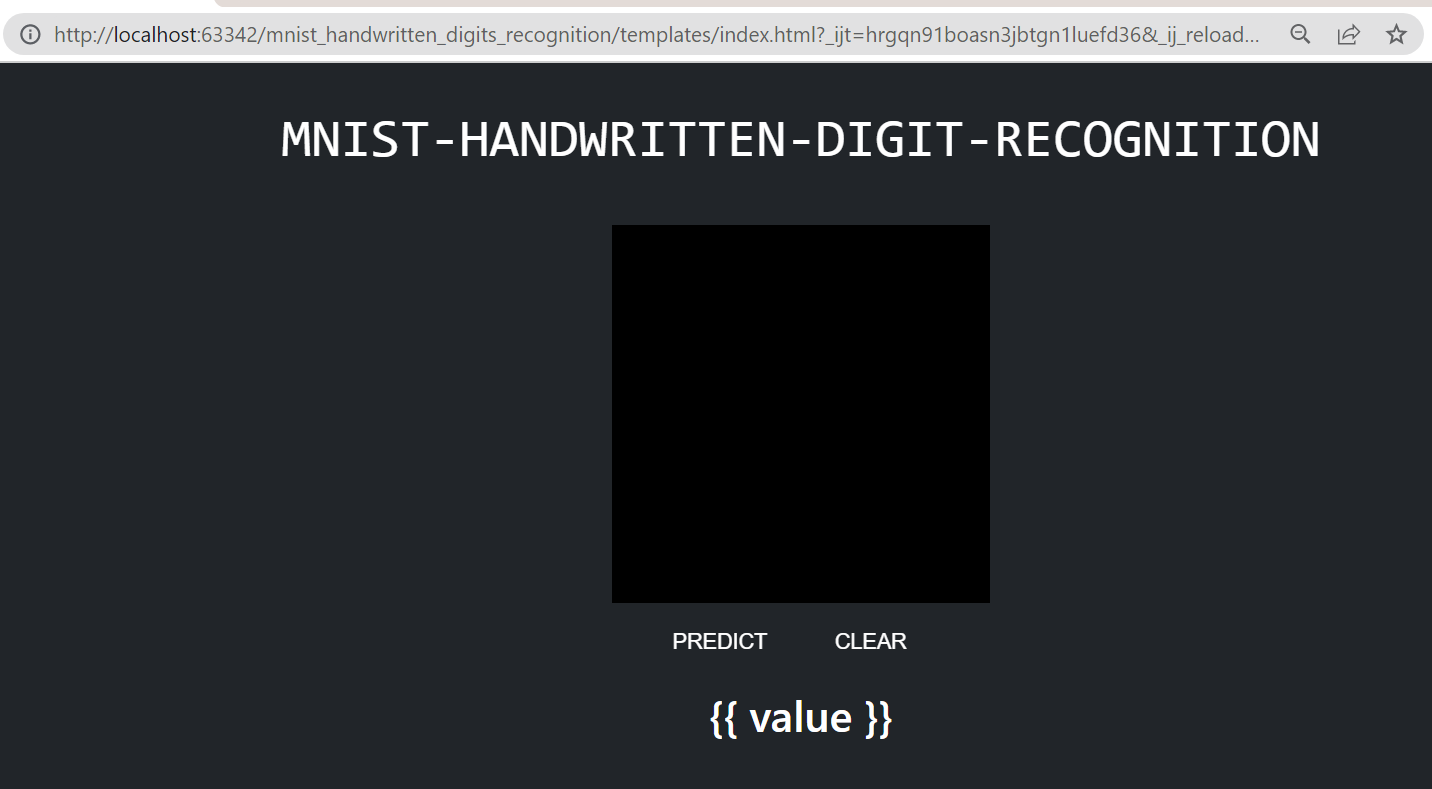 http://localhost:63342/mnist_handwritten_digits_recognition/templates/index.html?_ijt=hrgqn91boasn3jbtgn1luefd36&_ij_reload...
MNIST-HANDWRITTEN-DIGIT-RECOGNITION
PREDICT CLEAR
{{ value }}